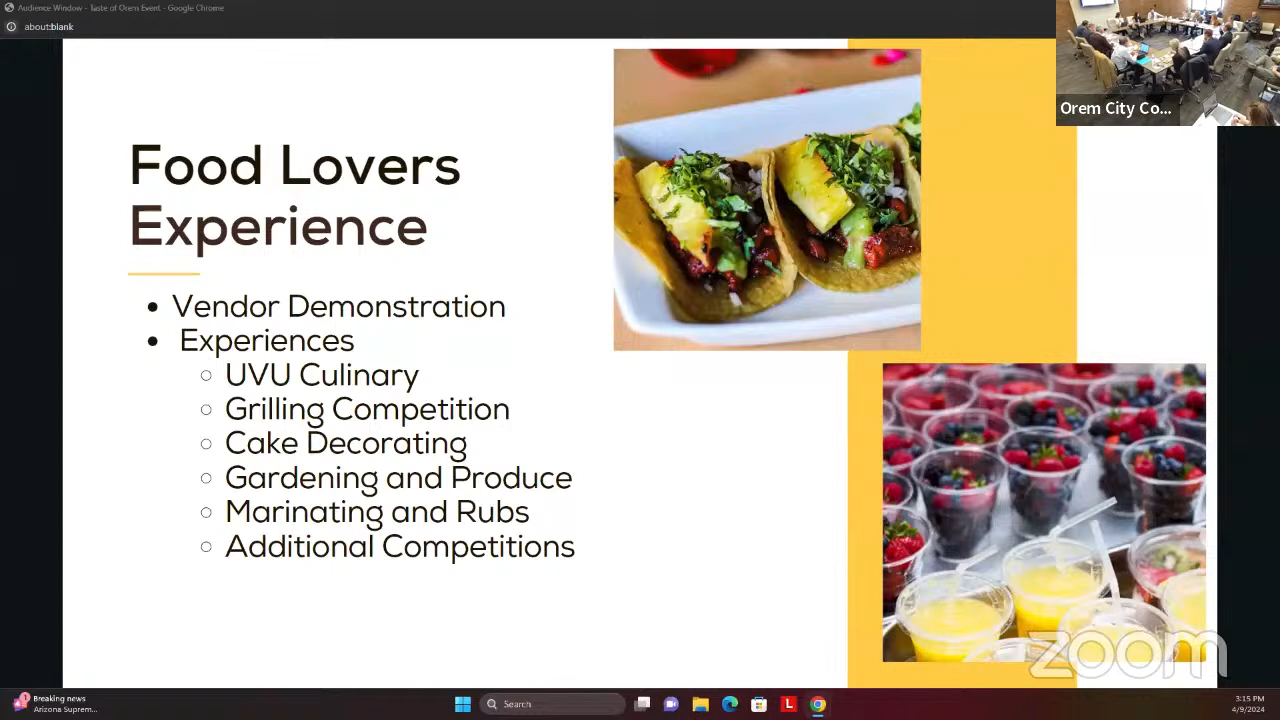 Audience Window - Taste of Orem Event - Google Chrome
about:blank
Orem City Co...
Food Lovers
Experience
• Vendor Demonstration
• Experiences
○ UVU Culinary
○ Grilling Competition
○ Cake Decorating
○ Gardening and Produce
○ Marinating and Rubs
○ Additional Competitions
zoom
1
Breaking news
Arizona Suprem...
Search
L
3:15 PM
4/9/2024